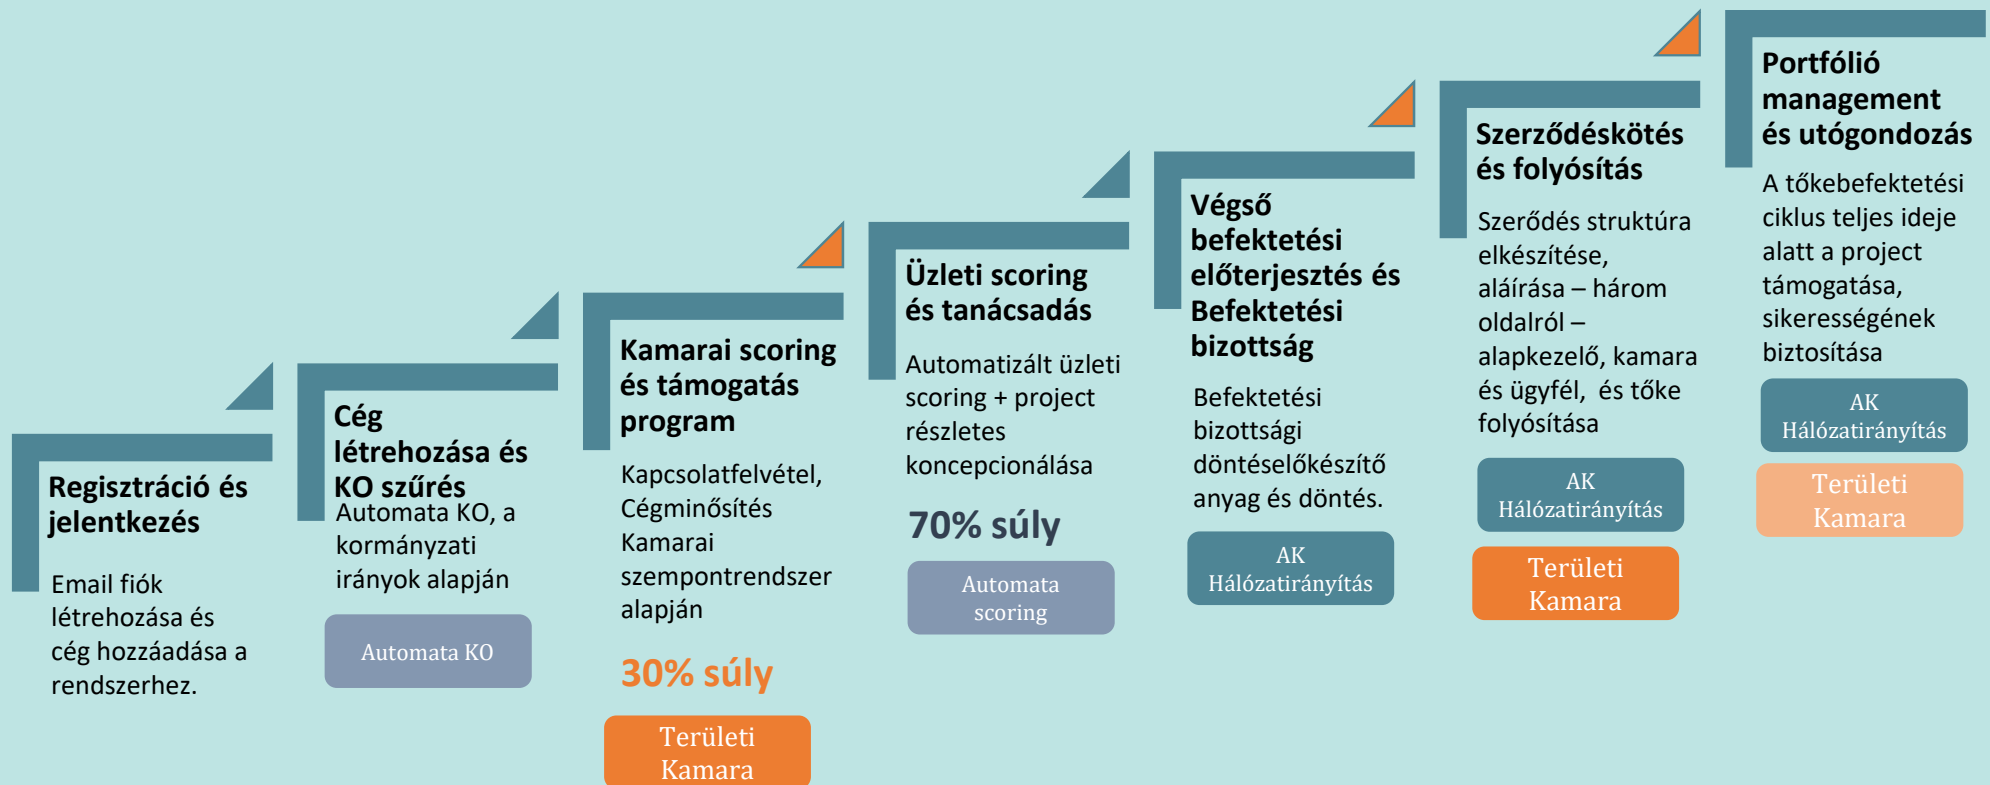 Regisztráció és
jelentkezés
Email fiók
létrehozása és
cég hozzáadása a
rendszerhez.
Cég
létrehozása és
KO szűrés
Automata KO, a
kormányzati
irányok alapján
Automata KO
Kamarai scoring
és támogatás
program
Kapcsolatfelvétel,
Cégminősítés
Kamarai
szempontrendszer
alapján
30% súly
Területi
Kamara
Üzleti scoring
és tanácsadás
Automatizált üzleti
scoring + project
részletes
koncepcionálása
70% súly
Automata
scoring
Végső
befektetési
előterjesztés és
Befektetési
bizottság
Befektetési
bizottsági
döntéselőkészítő
anyag és döntés.
AK
Hálózatirányítás
Szerződéskötés
és folyósítás
Szerődés struktúra
elkészítése,
aláírása – három
oldalról –
alapkezelő, kamara
és ügyfél, és tőke
folyósítása
AK
Hálózatirányítás
Területi
Kamara
Portfólió
management
és utógondozás
A tőkebefektetési
ciklus teljes ideje
alatt a project
támogatása,
sikerességének
biztosítása
AK
Hálózatirányítás
Területi
Kamara